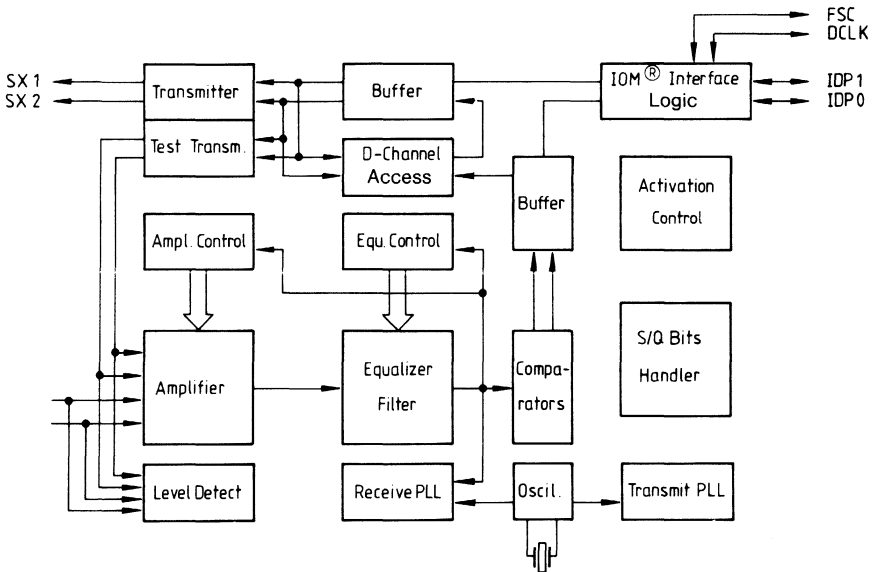 FSC
DCLK
SX 1
SX 2
Transmitter
Buffer
IOM® Interface
Logic
IDP 1
IDP 0
Test Transm.
D-Channel
Access
Buffer
Activation
Control
Ampl. Control
Equ. Control
Amplifier
Equalizer
Filter
Compa-
rators
S/Q Bits
Handler
Level Detect
Receive PLL
Oscil.
Transmit PLL